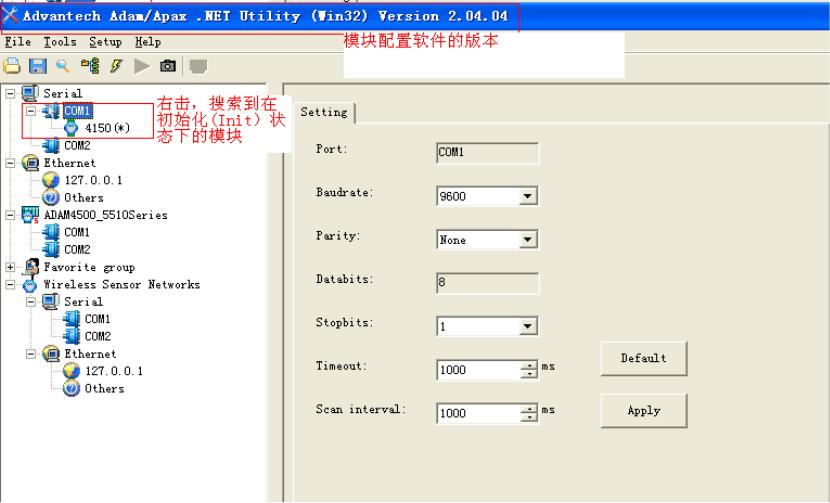 Advantech Adam/Apax .NET Utility (Win32) Version 2.04.04
File Tools Setup Help
模块配置软件的版本
Serial
COM1
4150(*)
COM2
右击，搜索到在
初始化(Init) 状
态下的模块
Ethernet
127.0.0.1
Others
ADAM4500_5510Series
COM1
COM2
Favorite group
Wireless Sensor Networks
Serial
COM1
COM2
Ethernet
127.0.0.1
Others
Setting
Port: COM1
Baudrate: 9600
Parity: None
Databits: 8
Stopbits: 1
Timeout: 1000 ms
Default
Scan interval: 1000 ms
Apply